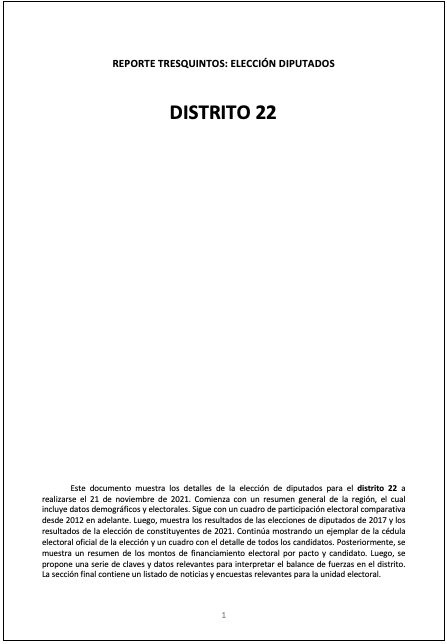 REPORTE TRESQUINTOS: ELECCIÓN DIPUTADOS
DISTRITO 22
Este documento muestra los detalles de la elección de diputados para el distrito 22 a
realizarse el 21 de noviembre de 2021. Comienza con un resumen general de la región, el cual
incluye datos demográficos y electorales. Sigue con un cuadro de participación electoral comparativa
desde 2012 en adelante. Luego, muestra los resultados de las elecciones de diputados de 2017 y los
resultados de la elección de constituyentes de 2021. Continúa mostrando un ejemplar de la cédula
electoral oficial de la elección y un cuadro con el detalle de todos los candidatos. Posteriormente, se
muestra un resumen de los montos de financiamiento electoral por pacto y candidato. Luego, se
propone una serie de claves y datos relevantes para interpretar el balance de fuerzas en el distrito.
La sección final contiene un listado de noticias y encuestas relevantes para la unidad electoral.
1